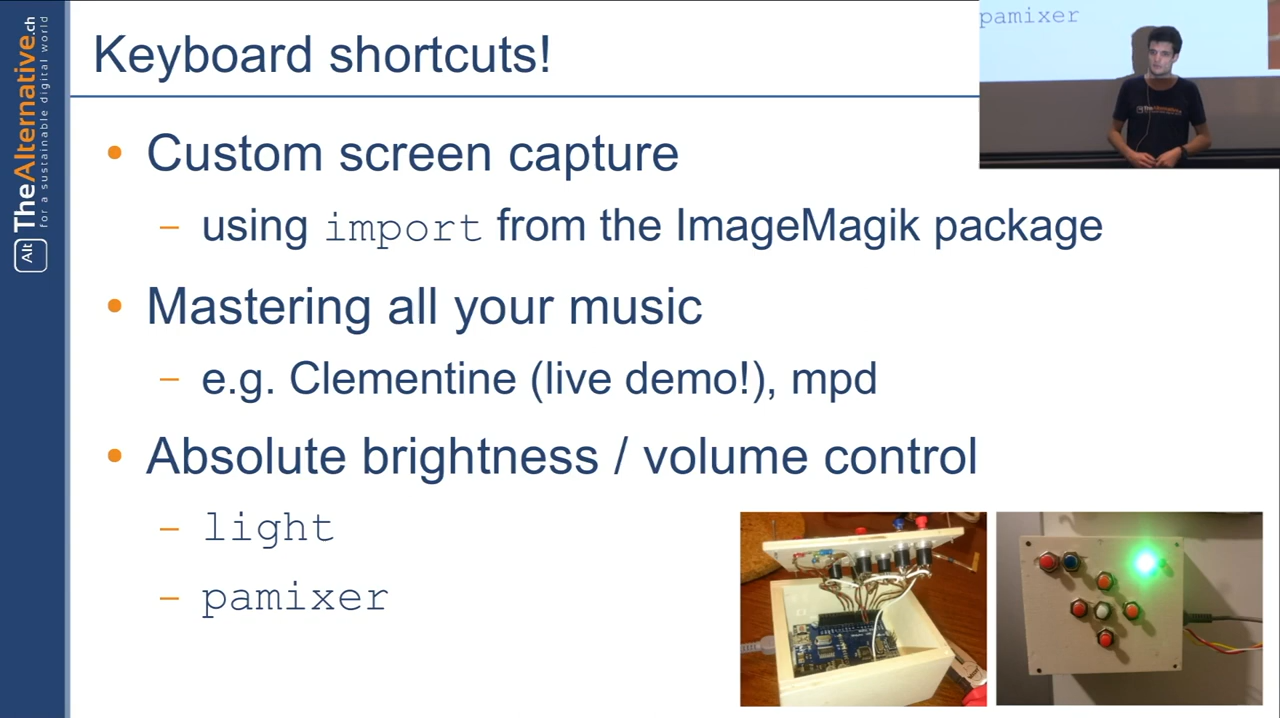 Keyboard shortcuts!
Custom screen capture
using import from the ImageMagik package
Mastering all your music
e.g. Clementine (live demo!), mpd
Absolute brightness / volume control
light
pamixer
Alt
TheAlternative.ch
for a sustainable digital world
pamixer
TheAlternative